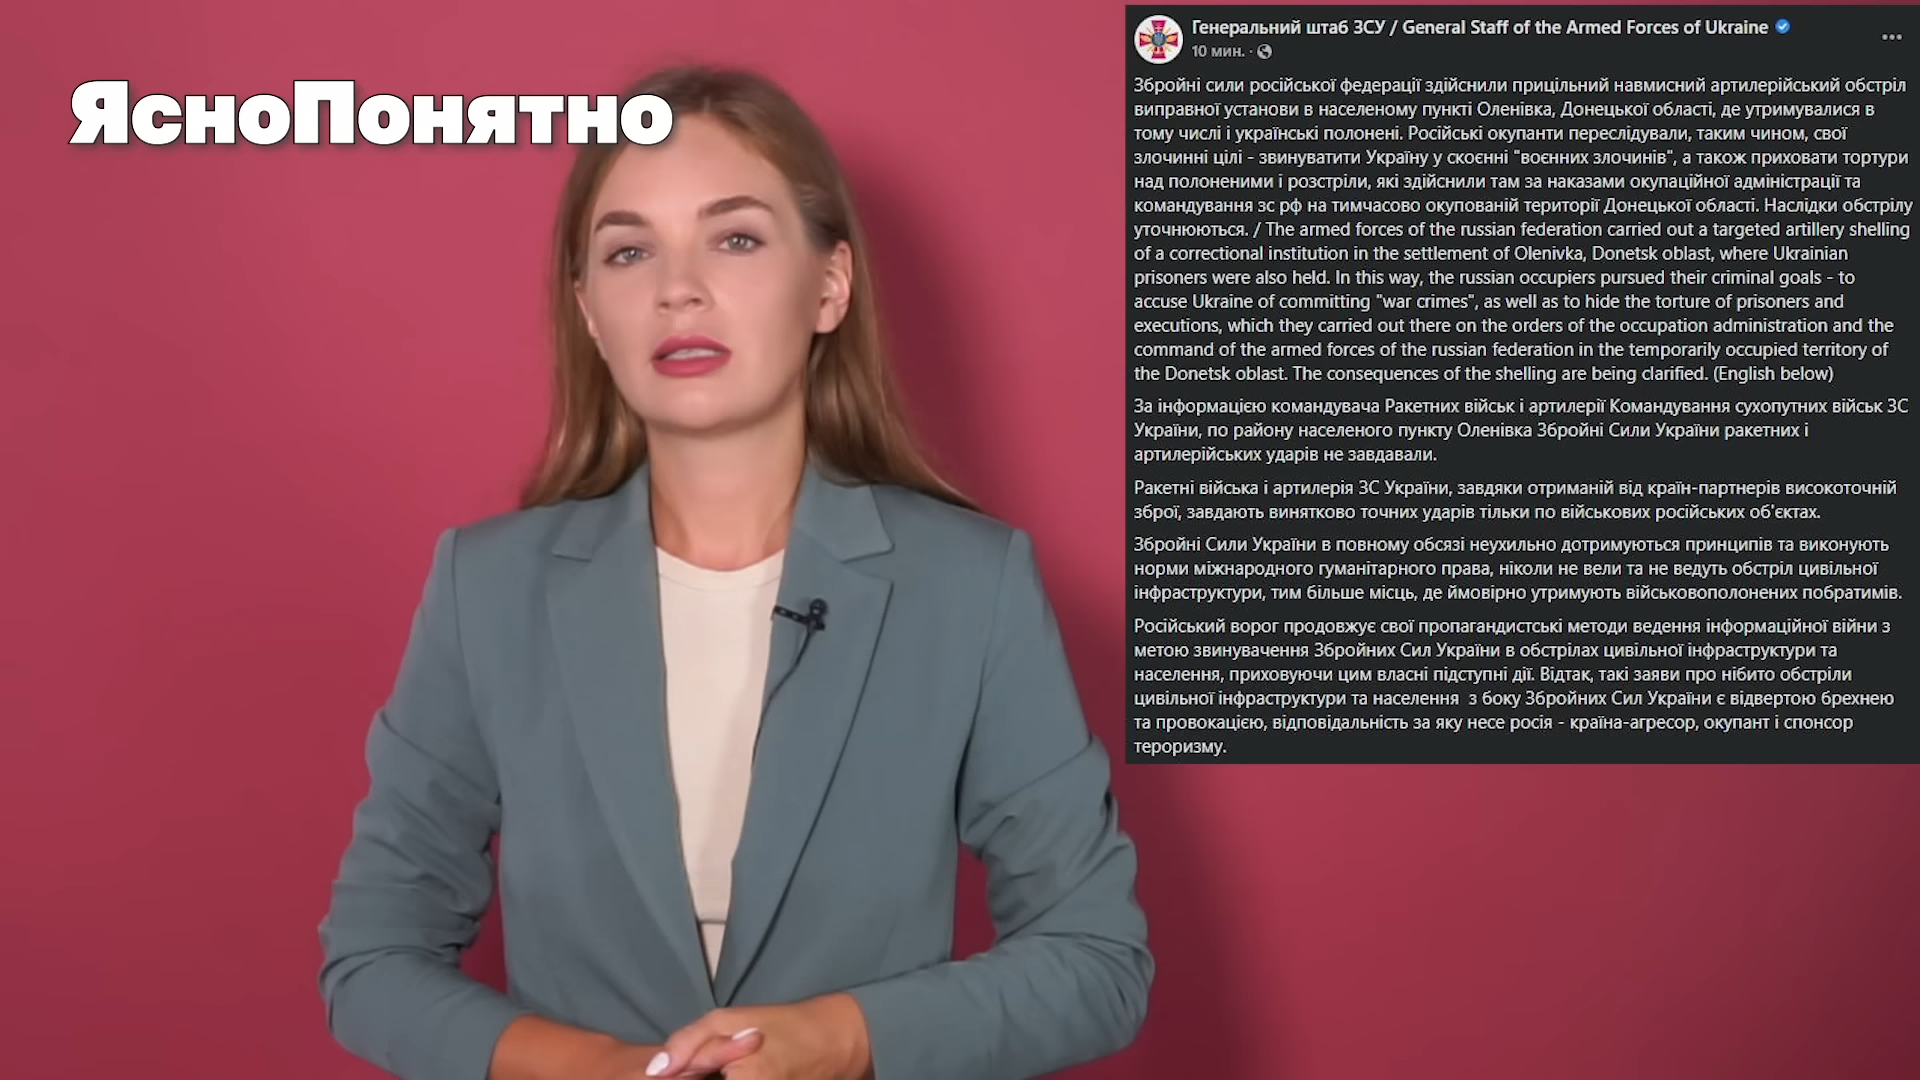 ЯсноПонятно
Генеральний штаб ЗСУ / General Staff of the Armed Forces of Ukraine
10 мин. ·
Збройні сили російської федерації здійснили прицільний навмисний артилерійський обстріл
виправної установи в населеному пункті Оленівка, Донецької області, де утримувалися в
тому числі і українські полонені. Російські окупанти переслідували, таким чином, свої
злочинні цілі - звинуватити Україну у скоєнні "воєнних злочинів", а також приховати тортури
над полоненими і розстріли, які здійснили там за наказами окупаційної адміністрації та
командування зс рф на тимчасово окупованій території Донецької області. Наслідки обстрілу
уточнюються. / The armed forces of the russian federation carried out a targeted artillery shelling
of a correctional institution in the settlement of Olenivka, Donetsk oblast, where Ukrainian
prisoners were also held. In this way, the russian occupiers pursued their criminal goals - to
accuse Ukraine of committing "war crimes", as well as to hide the torture of prisoners and
executions, which they carried out there on the orders of the occupation administration and the
command of the armed forces of the russian federation in the temporarily occupied territory of
the Donetsk oblast. The consequences of the shelling are being clarified. (English below)
За інформацією командувача Ракетних військ і артилерії Командування сухопутних військ ЗС
України, по району населеного пункту Оленівка Збройні Сили України ракетних і
артилерійських ударів не завдавали.
Ракетні війська і артилерія ЗС України, завдяки отриманій від країн-партнерів високоточній
зброї, завдають винятково точних ударів тільки по військових російських об'єктах.
Збройні Сили України в повному обсязі неухильно дотримуються принципів та виконують
норми міжнародного гуманітарного права, ніколи не вели та не ведуть обстріл цивільної
інфраструктури, тим більше місць, де ймовірно утримують військовополонених побратимів.
Російський ворог продовжує свої пропагандистські методи ведення інформаційної війни з
метою звинувачення Збройних Сил України в обстрілах цивільної інфраструктури та
населення, приховуючи цим власні підступні дії. Відтак, такі заяви про нібито обстріли
цивільної інфраструктури та населення  з боку Збройних Сил України є відвертою брехнею
та провокацією, відповідальність за яку несе росія - країна-агресор, окупант і спонсор
тероризму.